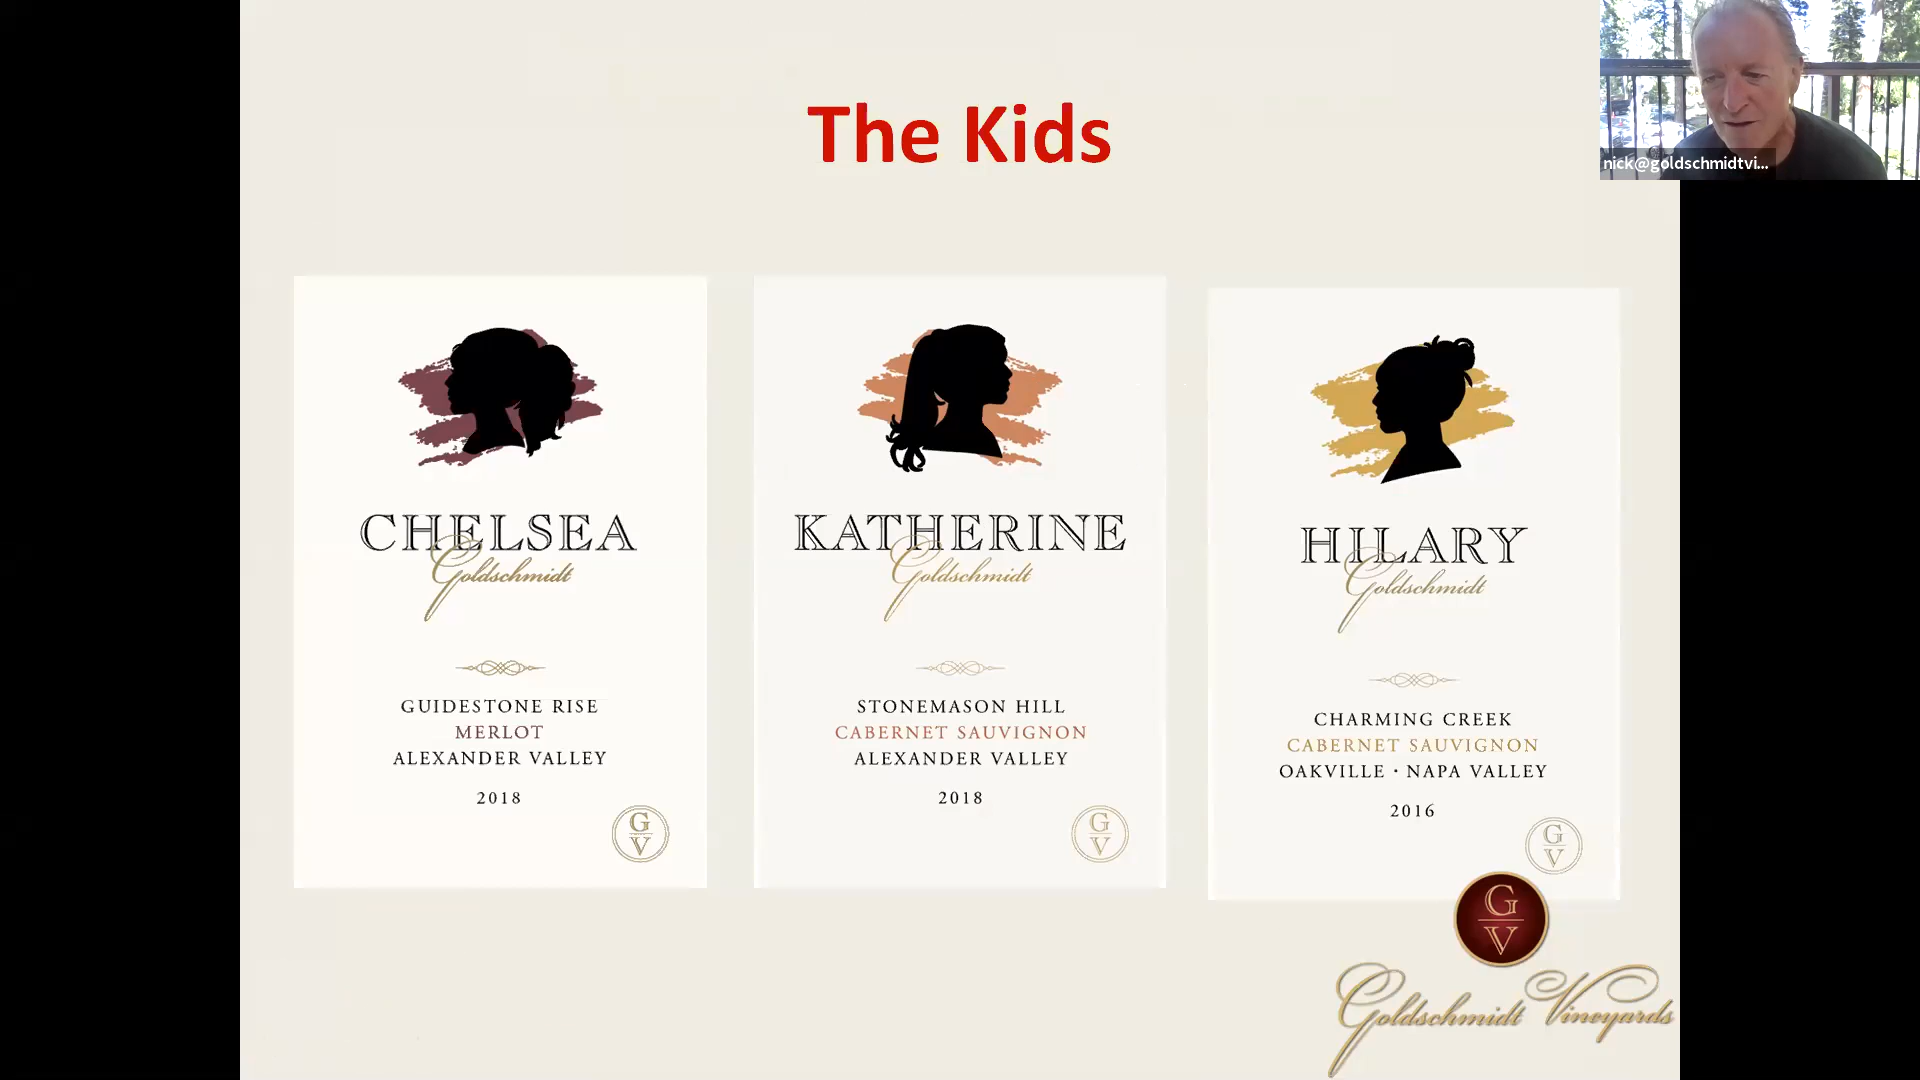 The Kids
nick@goldschmidtvi...
CHELSEA
Goldschmidt
GUIDESTONE RISE
MERLOT
ALEXANDER VALLEY
2018
G
V
KATHERINE
Goldschmidt
STONEMASON HILL
CABERNET SAUVIGNON
ALEXANDER VALLEY
2018
G
V
HILARY
Goldschmidt
CHARMING CREEK
CABERNET SAUVIGNON
OAKVILLE • NAPA VALLEY
2016
G
V
G
V
Goldschmidt Vineyards